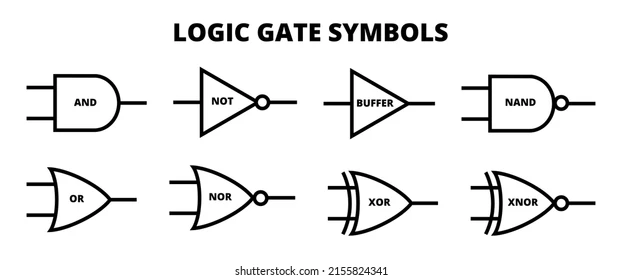 LOGIC GATE SYMBOLS
AND NOT BUFFER NAND
OR NOR XOR XNOR
shutterstock.com · 2155824341